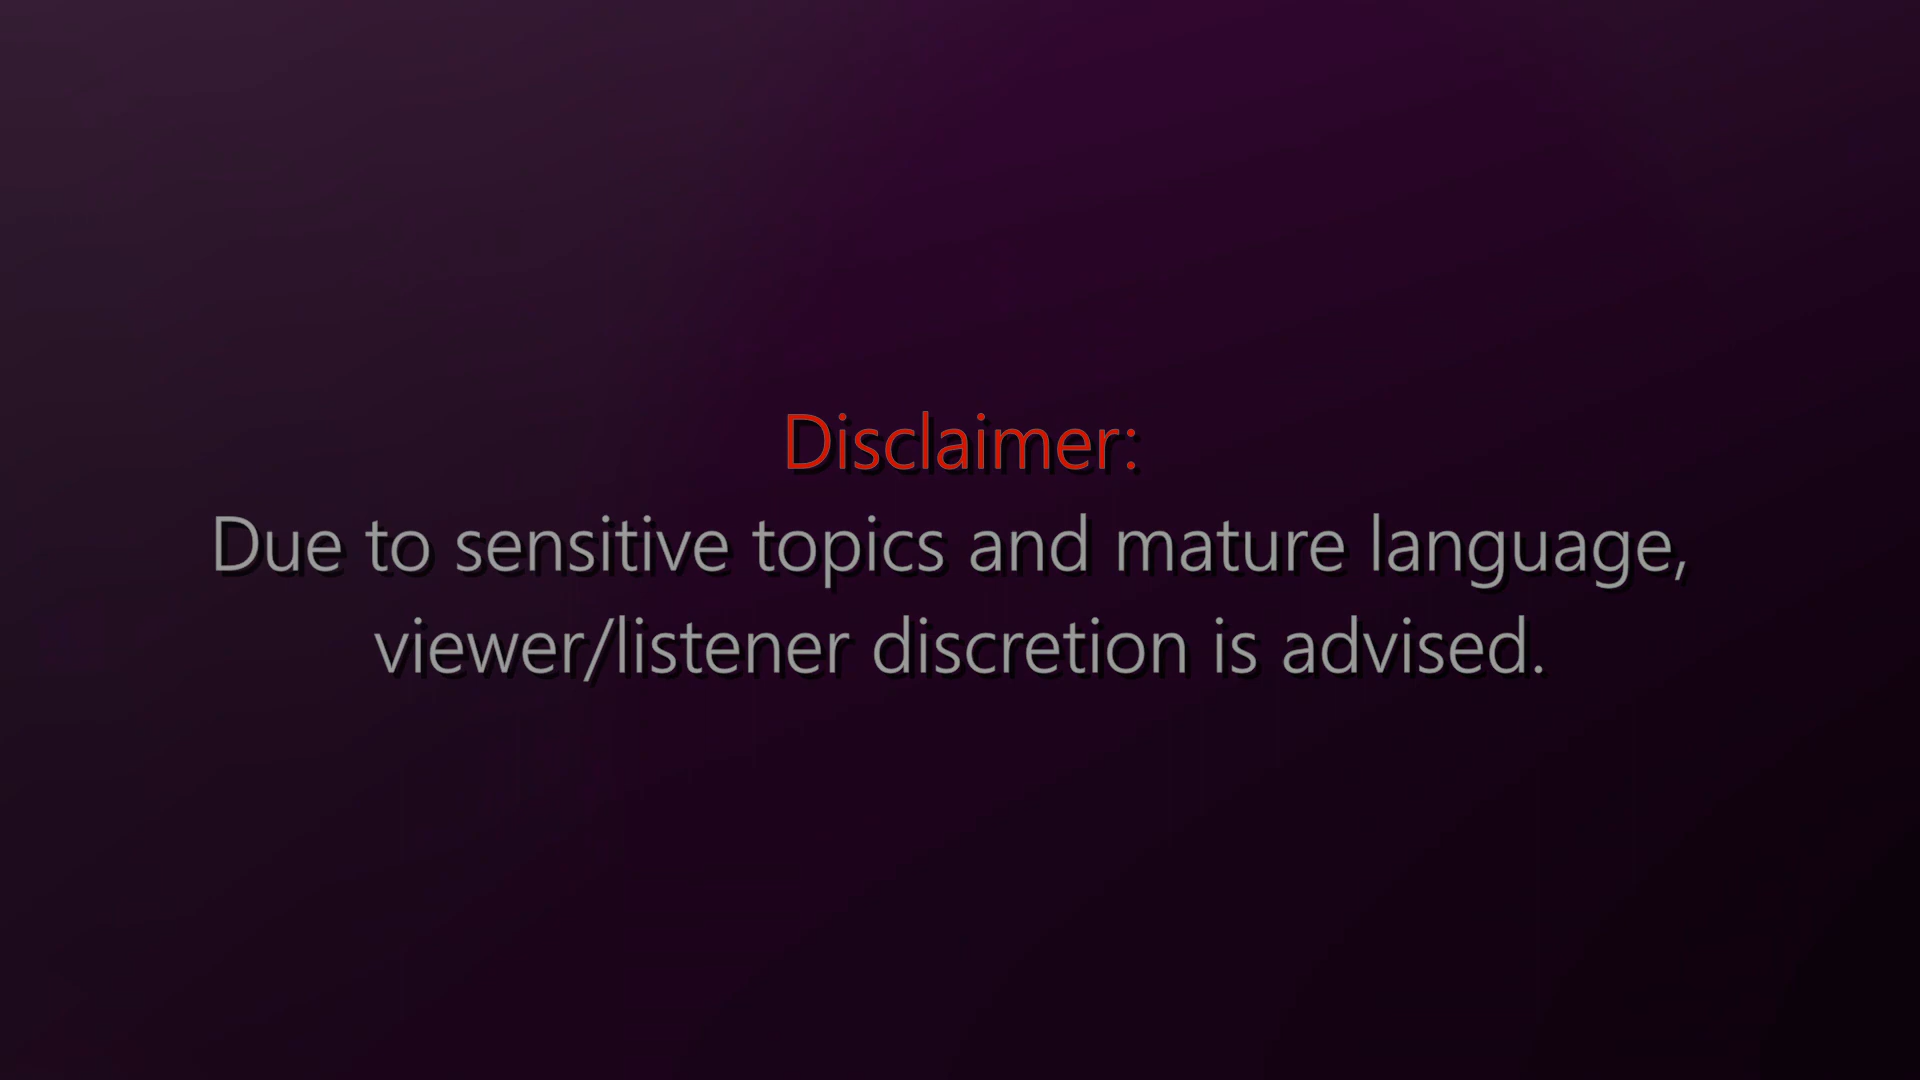 Disclaimer:
Due to sensitive topics and mature language,
viewer/listener discretion is advised.